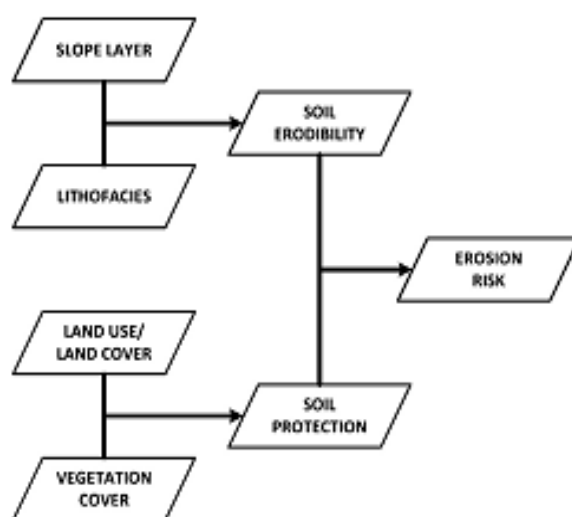 SLOPE LAYER
SOIL
ERODIBILITY
LITHOFACIES
EROSION
RISK
LAND USE/
LAND COVER
SOIL
PROTECTION
VEGETATION
COVER